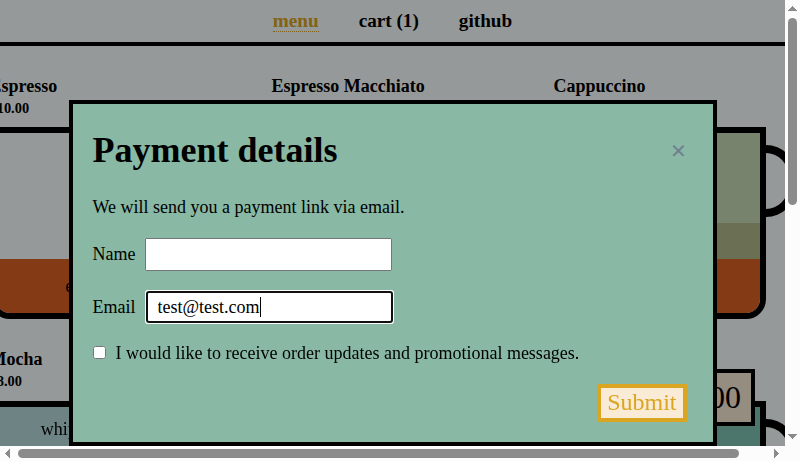 menu cart (1) github
Espresso Espresso Macchiato Cappuccino
10.00
Payment details
×
We will send you a payment link via email.
Name
Email test@test.com
I would like to receive order updates and promotional messages.
Submit
00
Mocha
8.00
whi